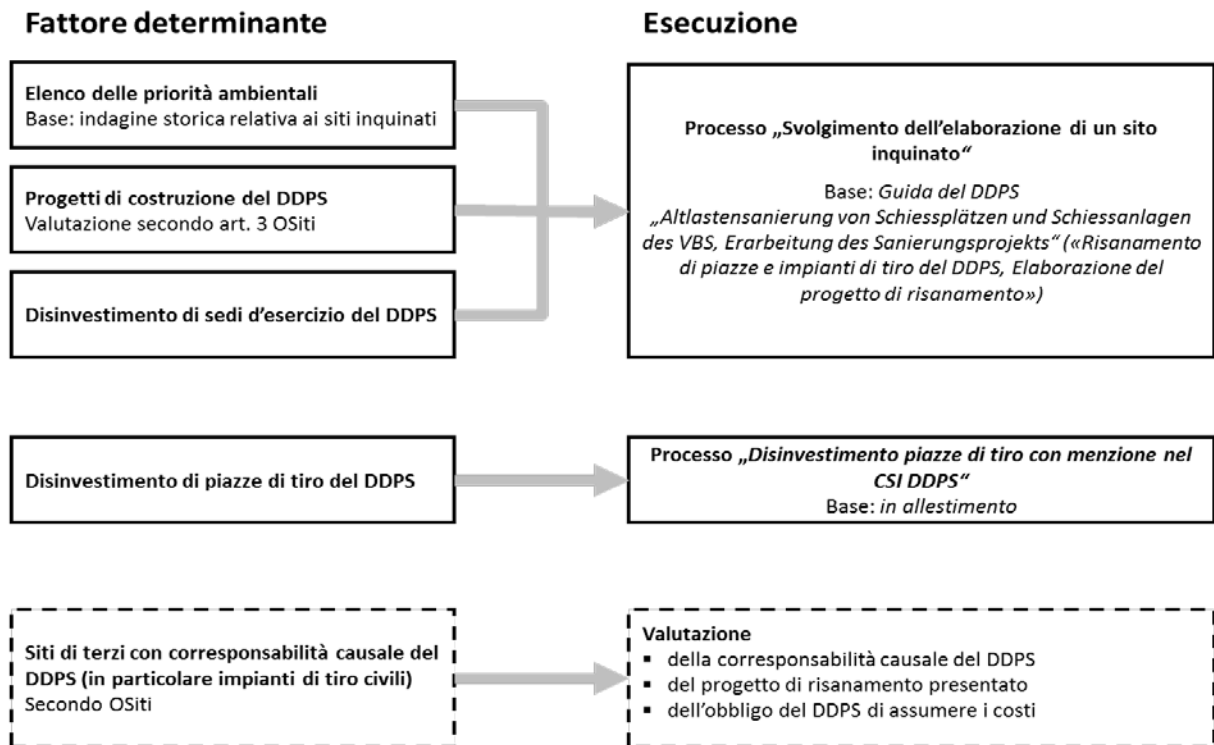 Fattore determinante
Esecuzione
Elenco delle priorità ambientali
Base: indagine storica relativa ai siti inquinati
Progetti di costruzione del DDPS
Valutazione secondo art. 3 OSiti
Disinvestimento di sedi d'esercizio del DDPS
Processo „Svolgimento dell'elaborazione di un sito
inquinato“
Base: Guida del DDPS
„Altlastensanierung von Schiessplätzen und Schiessanlagen
des VBS, Erarbeitung des Sanierungsprojekts“ («Risanamento
di piazze e impianti di tiro del DDPS, Elaborazione del
progetto di risanamento»)
Disinvestimento di piazze di tiro del DDPS
Processo „Disinvestimento piazze di tiro con menzione nel
CSI DDPS“
Base: in allestimento
Siti di terzi con corresponsabilità causale del
DDPS (in particolare impianti di tiro civili)
Secondo OSiti
Valutazione
▪ della corresponsabilità causale del DDPS
▪ del progetto di risanamento presentato
▪ dell'obbligo del DDPS di assumere i costi